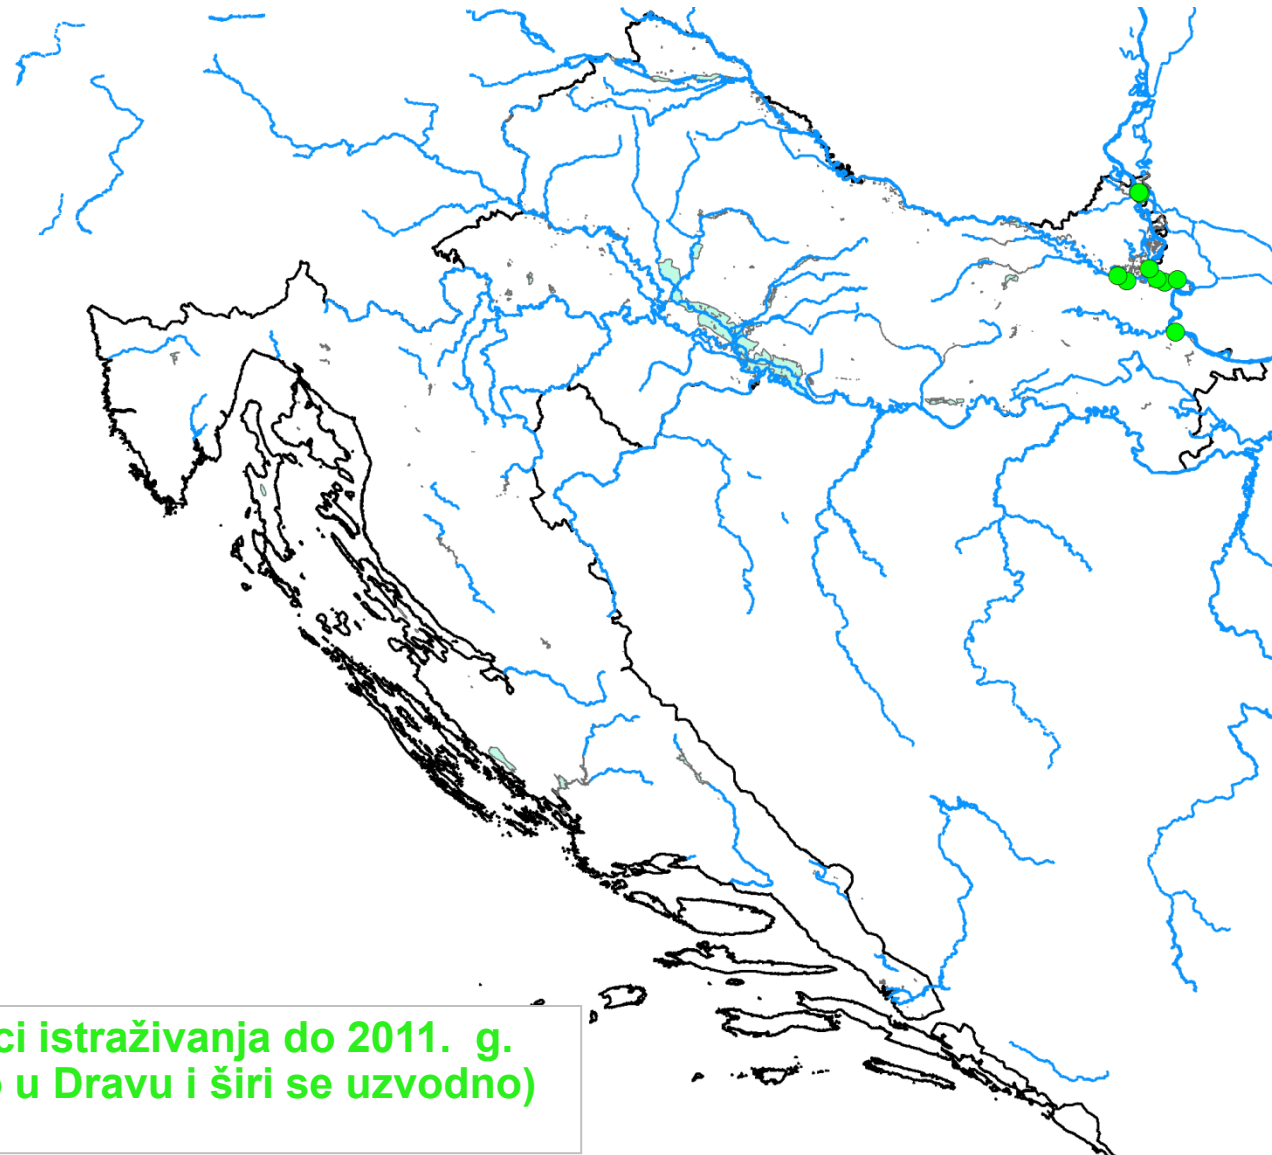 ci istraživanja do 2011. g.
u Dravu i širi se uzvodno)